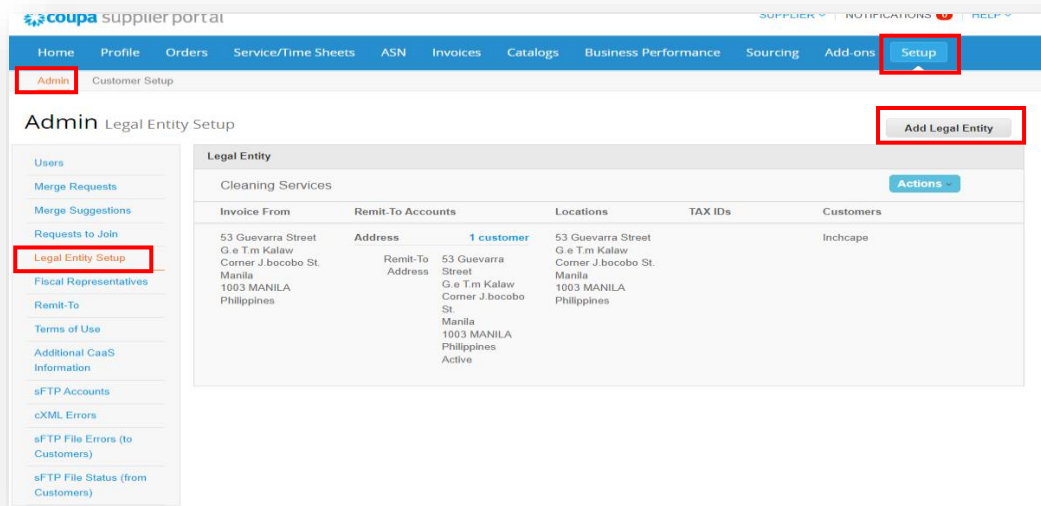 coupa supplier portal
SUPPLIER NOTIFICATIONS 6 HELP
Home Profile Orders Service/Time Sheets ASN Invoices Catalogs Business Performance Sourcing Add-ons Setup
Admin Customer Setup
Admin Legal Entity Setup
Add Legal Entity
Users
Merge Requests
Merge Suggestions
Requests to Join
Legal Entity Setup
Fiscal Representatives
Remit-To
Terms of Use
Additional CaaS
Information
sFTP Accounts
cXML Errors
sFTP File Errors (to
Customers)
sFTP File Status (from
Customers)
Legal Entity
Cleaning Services
Actions
Invoice From Remit-To Accounts Locations TAX IDs Customers
53 Guevarra Street
G.e T.m Kalaw
Corner J.bocobo St.
Manila
1003 MANILA
Philippines
Address 1 customer
Remit-To
Address
53 Guevarra
Street
G.e T.m Kalaw
Corner J.bocobo
St.
Manila
1003 MANILA
Philippines
Active
53 Guevarra Street
G.e T.m Kalaw
Corner J.bocobo St.
Manila
1003 MANILA
Philippines
Inchcape